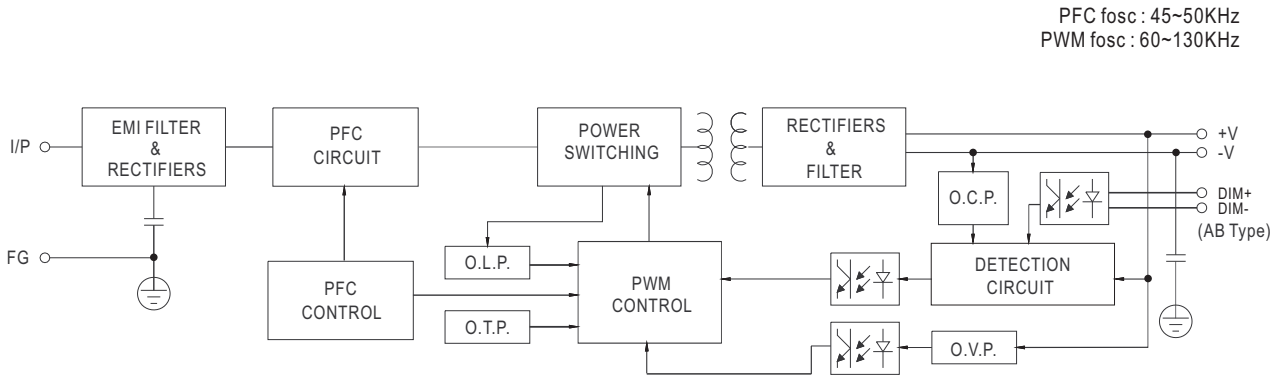 PFC fosc : 45~50KHz
PWM fosc : 60~130KHz
I/P
EMI FILTER
&
RECTIFIERS
PFC
CIRCUIT
POWER
SWITCHING
RECTIFIERS
&
FILTER
+V
-V
O.C.P.
DIM+
DIM-
(AB Type)
FG
O.L.P.
PFC
CONTROL
PWM
CONTROL
DETECTION
CIRCUIT
O.T.P.
O.V.P.